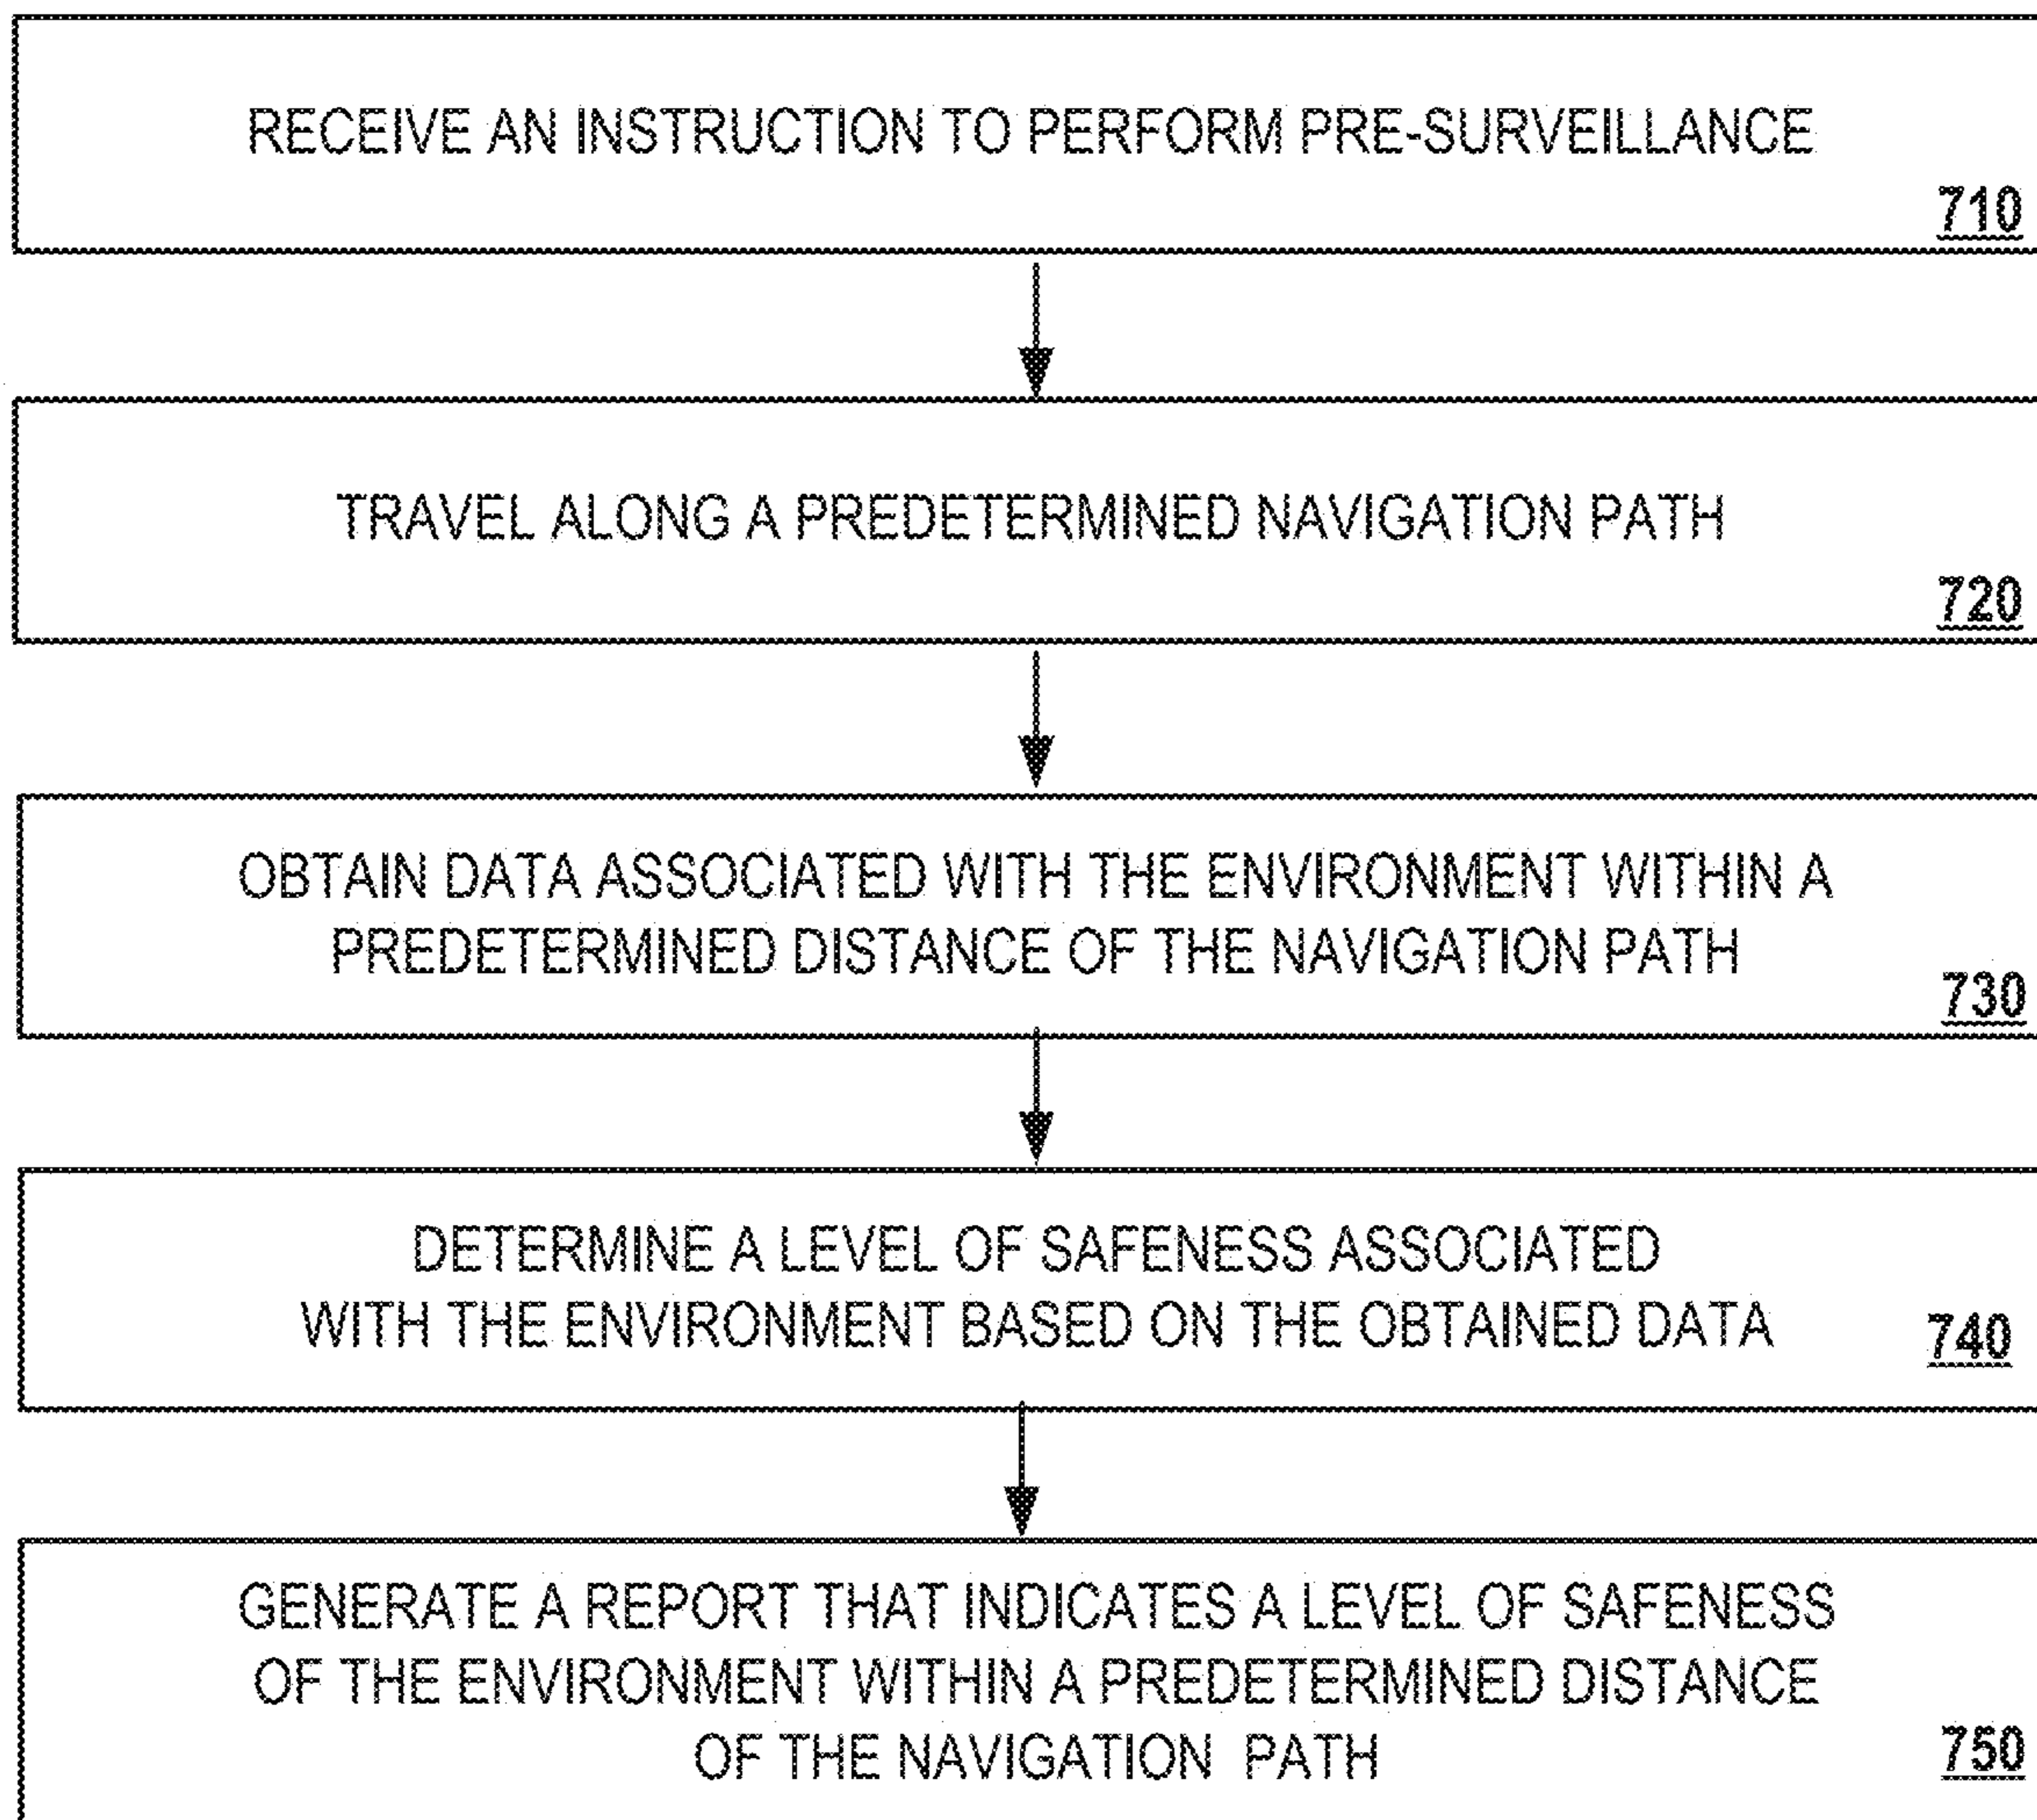 RECEIVE AN INSTRUCTION TO PERFORM PRE-SURVEILLANCE
710
TRAVEL ALONG A PREDETERMINED NAVIGATION PATH
720
OBTAIN DATA ASSOCIATED WITH THE ENVIRONMENT WITHIN A
PREDETERMINED DISTANCE OF THE NAVIGATION PATH
730
DETERMINE A LEVEL OF SAFENESS ASSOCIATED
WITH THE ENVIRONMENT BASED ON THE OBTAINED DATA
740
GENERATE A REPORT THAT INDICATES A LEVEL OF SAFENESS
OF THE ENVIRONMENT WITHIN A PREDETERMINED DISTANCE
OF THE NAVIGATION PATH
750